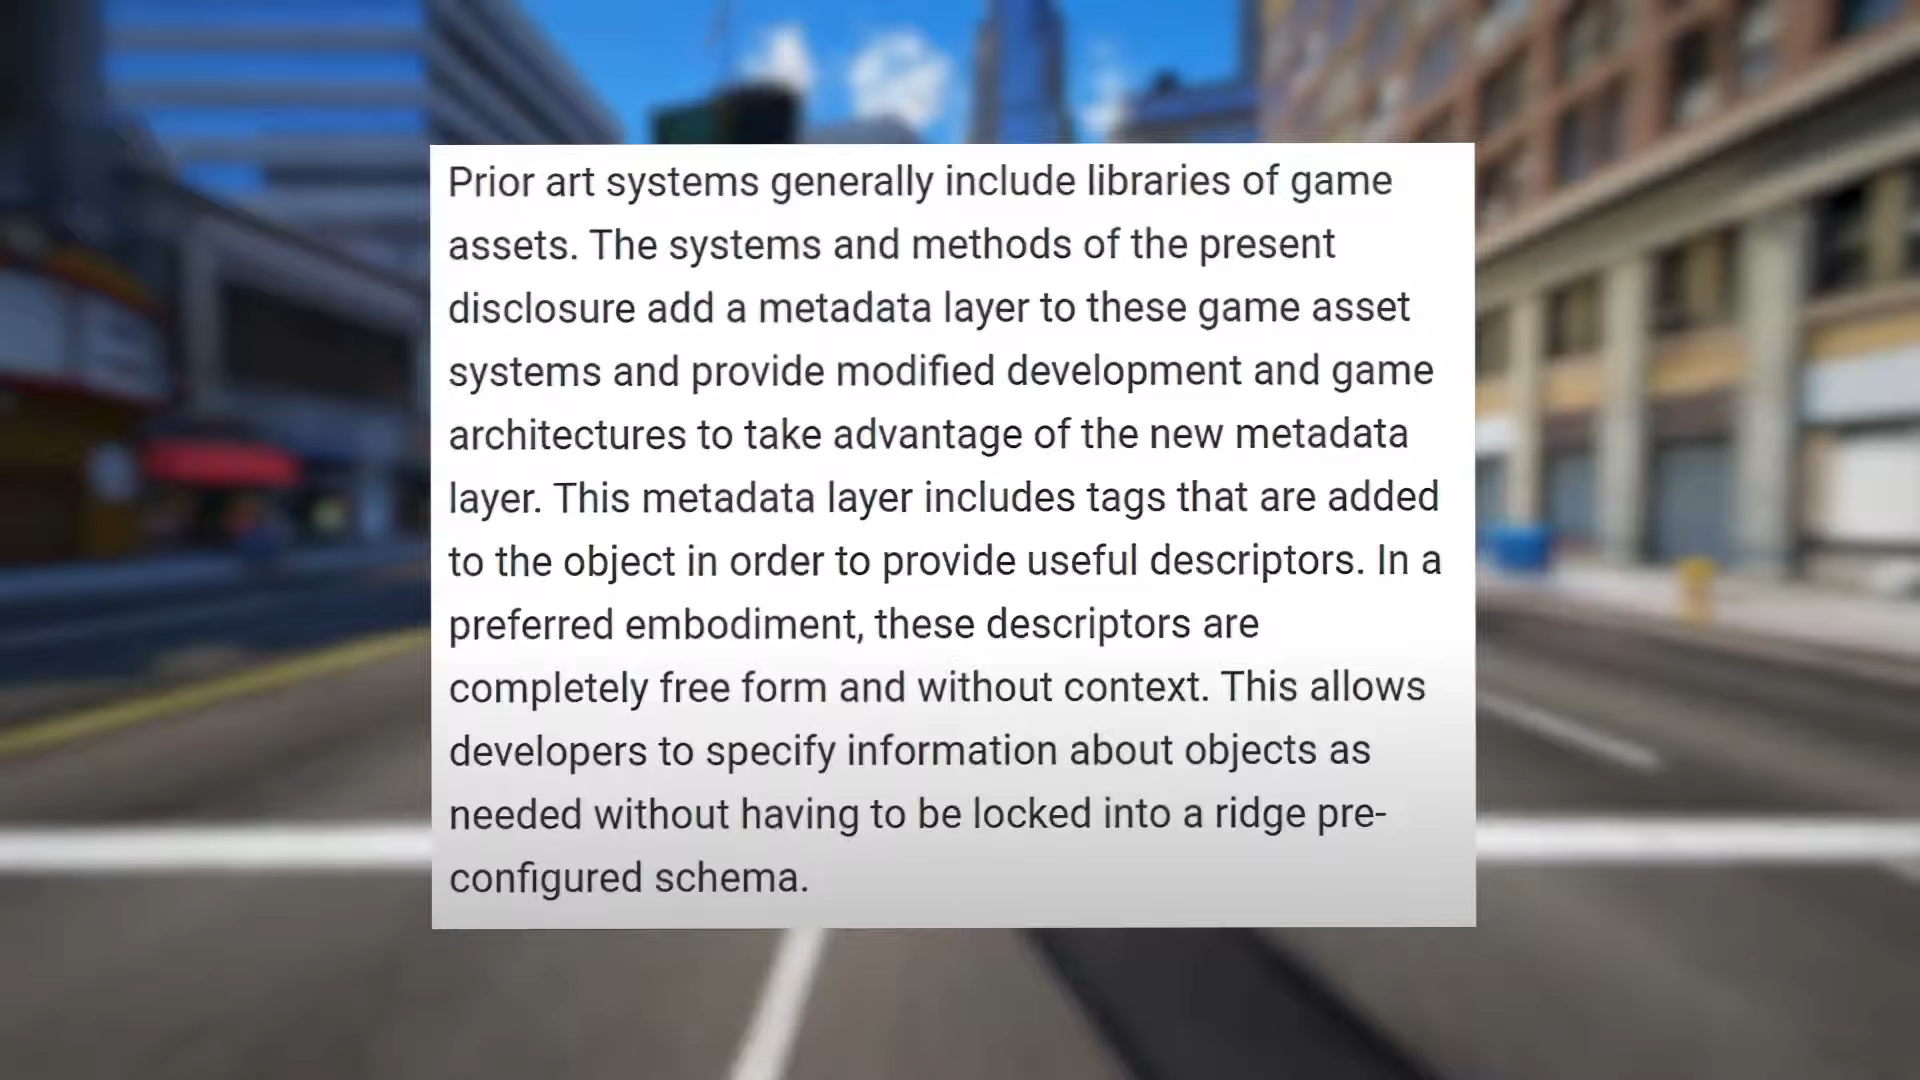 Prior art systems generally include libraries of game
assets. The systems and methods of the present
disclosure add a metadata layer to these game asset
systems and provide modified development and game
architectures to take advantage of the new metadata
layer. This metadata layer includes tags that are added
to the object in order to provide useful descriptors. In a
preferred embodiment, these descriptors are
completely free form and without context. This allows
developers to specify information about objects as
needed without having to be locked into a ridge pre-
configured schema.